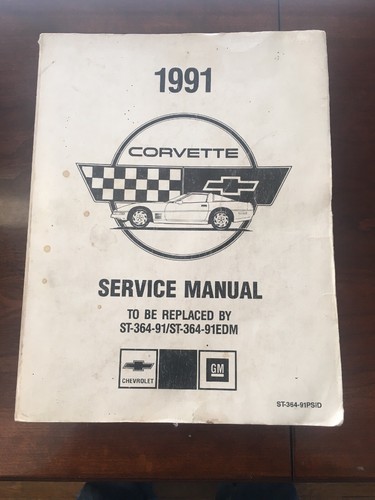 1991
CORVETTE
SERVICE MANUAL
TO BE REPLACED BY
ST-364-91/ST-364-91EDM
CHEVROLET
GM
ST-364-91PSID